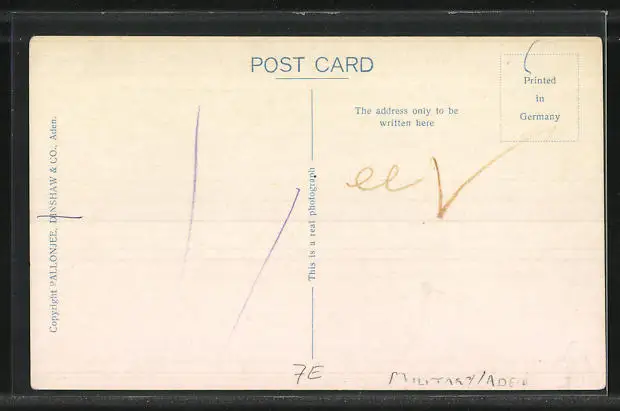 POST CARD
Printed
in
Germany
The address only to be
written here
Copyright PALLONJEE, DINSHAW & CO., Aden.
This is a real photograph
7E
MILITARY/ADEN